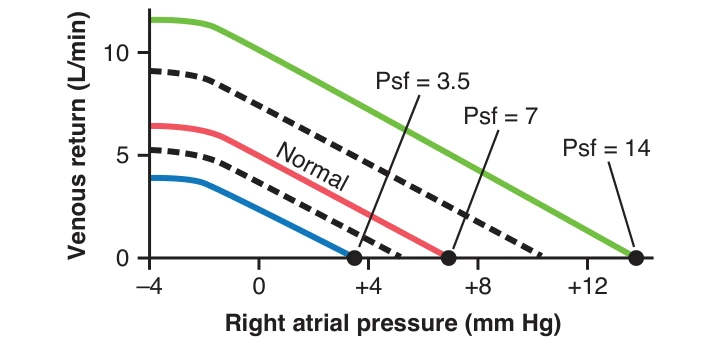 Venous return (L/min)
10
5
0
Psf = 3.5
Psf = 7
Psf = 14
Normal
–4
0
+4
+8
+12
Right atrial pressure (mm Hg)